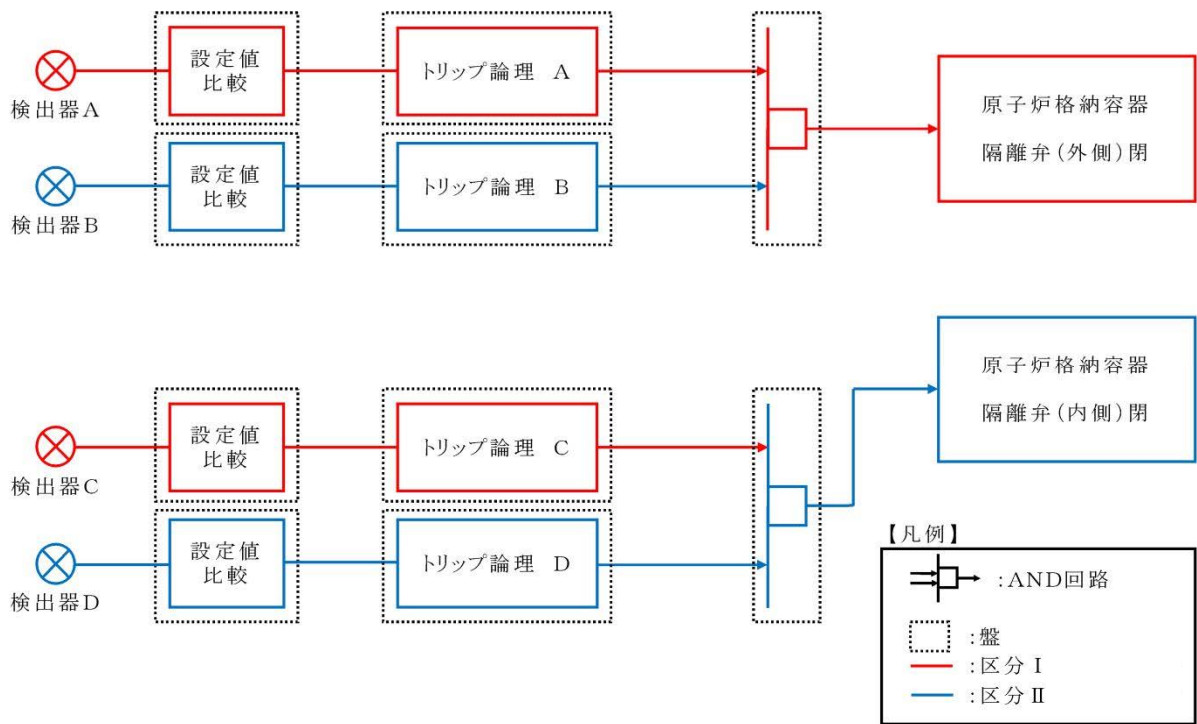 検出器A
設定値
比較
トリップ論理 A
原子炉格納容器
隔離弁(外側)閉
検出器B
設定値
比較
トリップ論理 B
検出器C
設定値
比較
トリップ論理 C
原子炉格納容器
隔離弁(内側)閉
検出器D
設定値
比較
トリップ論理 D
【凡例】
:AND回路
:盤
:区分Ⅰ
:区分Ⅱ